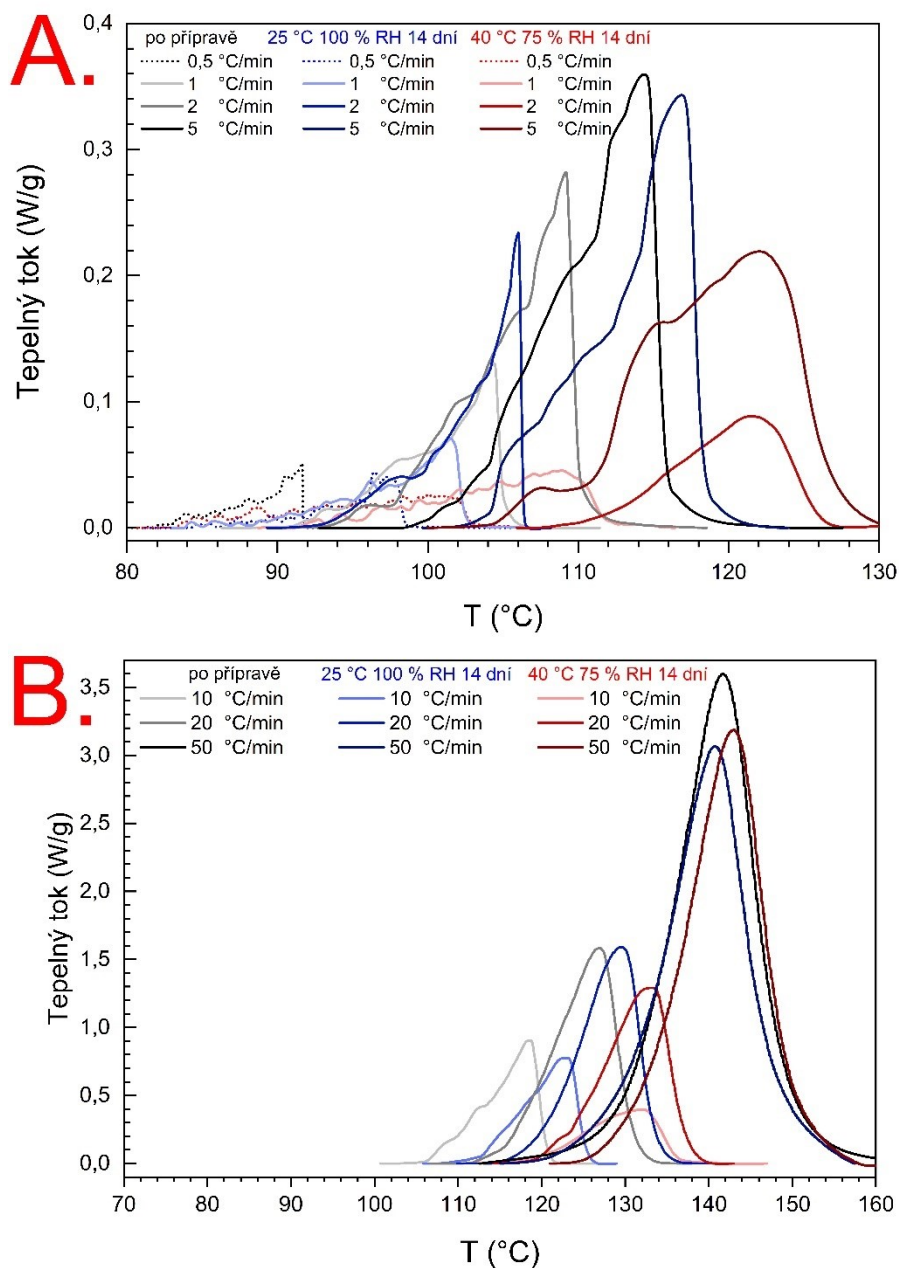 A.
po přípravě 25 °C 100 % RH 14 dní 40 °C 75 % RH 14 dní
0,5 °C/min 0,5 °C/min 0,5 °C/min
1 °C/min 1 °C/min 1 °C/min
2 °C/min 2 °C/min 2 °C/min
5 °C/min 5 °C/min 5 °C/min
0,4
0,3
0,2
0,1
0,0
Tepelný tok (W/g)
80 90 100 110 120 130
T (°C)
B.
po přípravě 25 °C 100 % RH 14 dní 40 °C 75 % RH 14 dní
10 °C/min 10 °C/min 10 °C/min
20 °C/min 20 °C/min 20 °C/min
50 °C/min 50 °C/min 50 °C/min
3,5
3,0
2,5
2,0
1,5
1,0
0,5
0,0
Tepelný tok (W/g)
70 80 90 100 110 120 130 140 150 160
T (°C)